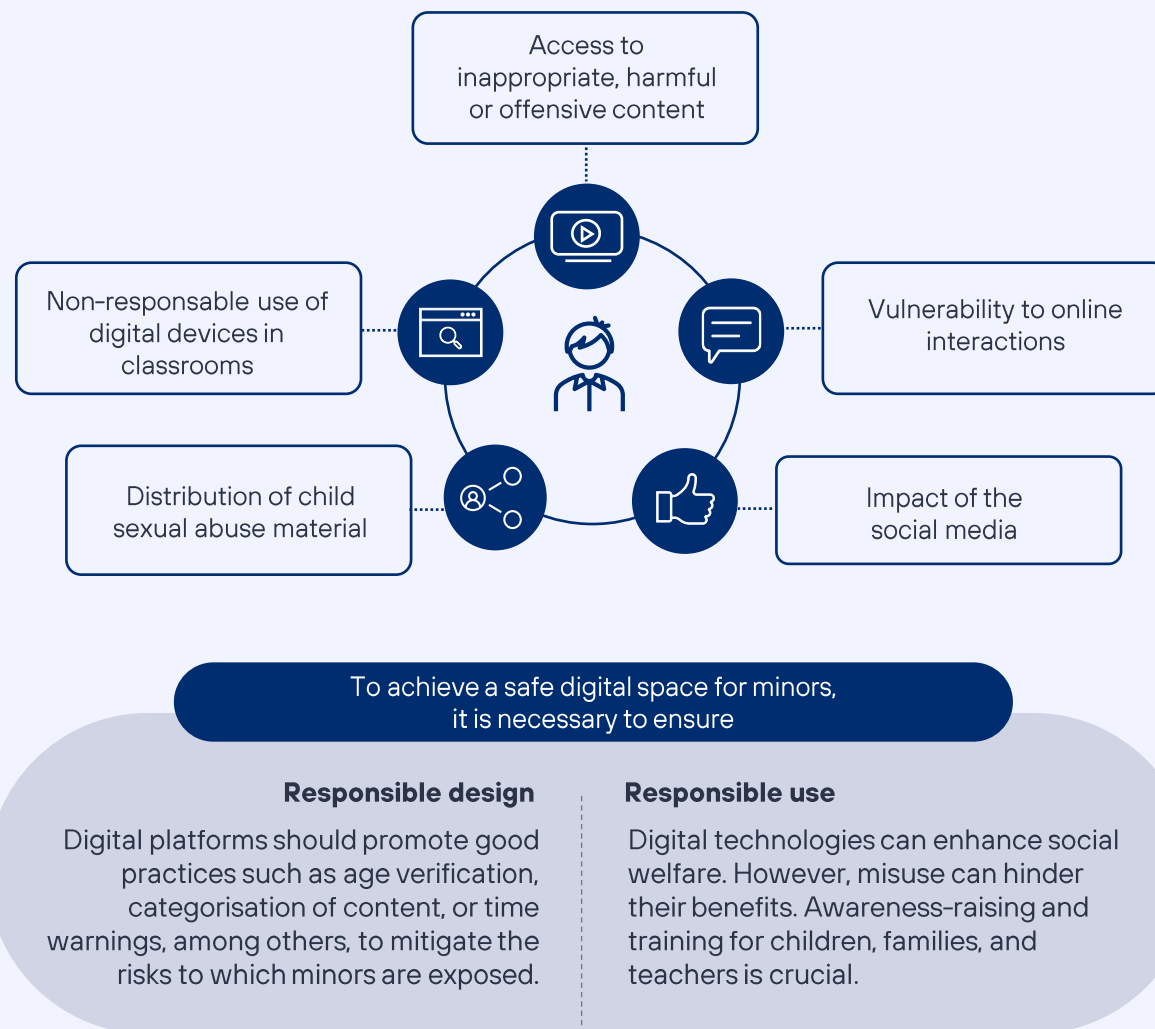 Access to
inappropriate, harmful
or offensive content
Non-responsable use of
digital devices in
classrooms
Vulnerability to online
interactions
Distribution of child
sexual abuse material
Impact of the
social media
To achieve a safe digital space for minors,
it is necessary to ensure
Responsible design
Digital platforms should promote good
practices such as age verification,
categorisation of content, or time
warnings, among others, to mitigate the
risks to which minors are exposed.
Responsible use
Digital technologies can enhance social
welfare. However, misuse can hinder
their benefits. Awareness-raising and
training for children, families, and
teachers is crucial.